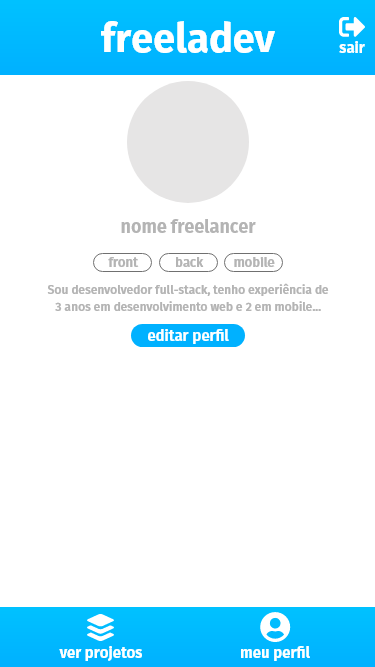 freeladev
sair
nome freelancer
front back mobile
Sou desenvolvedor full-stack, tenho experiência de
3 anos em desenvolvimento web e 2 em mobile...
editar perfil
ver projetos meu perfil